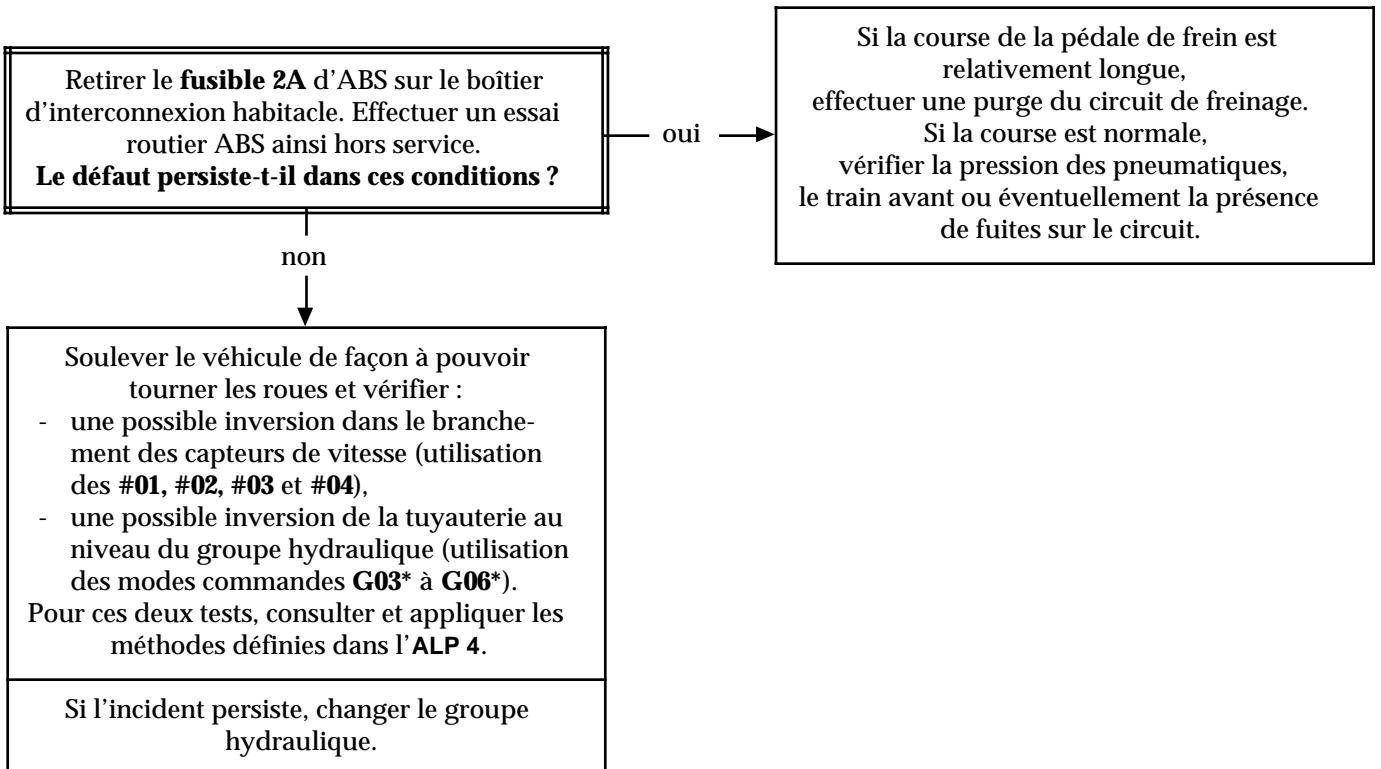 Retirer le fusible 2A d’ABS sur le boîtier
d’interconnexion habitacle. Effectuer un essai
routier ABS ainsi hors service.
Le défaut persiste-t-il dans ces conditions ?
oui
Si la course de la pédale de frein est
relativement longue,
effectuer une purge du circuit de freinage.
Si la course est normale,
vérifier la pression des pneumatiques,
le train avant ou éventuellement la présence
de fuites sur le circuit.
non
Soulever le véhicule de façon à pouvoir
tourner les roues et vérifier :
- une possible inversion dans le branche-
ment des capteurs de vitesse (utilisation
des #01, #02, #03 et #04),
- une possible inversion de la tuyauterie au
niveau du groupe hydraulique (utilisation
des modes commandes G03* à G06*).
Pour ces deux tests, consulter et appliquer les
méthodes définies dans l’ALP 4.
Si l’incident persiste, changer le groupe
hydraulique.